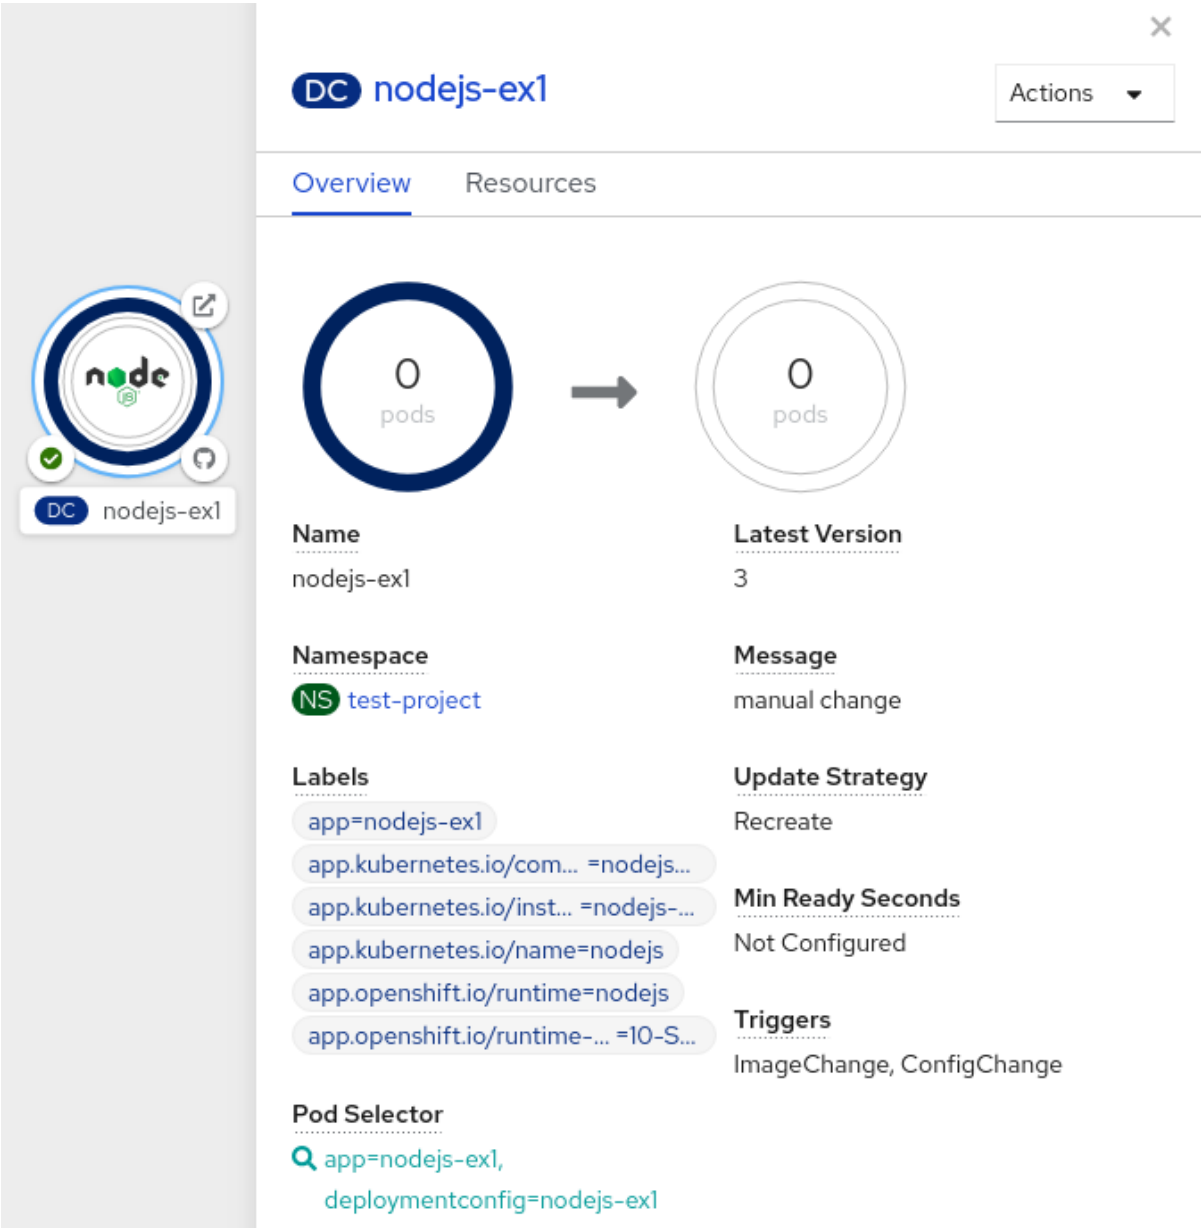 DC nodejs-ex1
Actions
Overview Resources
node
JS
DC nodejs-ex1
0
pods
0
pods
Name
nodejs-ex1
Latest Version
3
Namespace
NS test-project
Message
manual change
Labels
app=nodejs-ex1
app.kubernetes.io/com... =nodejs...
app.kubernetes.io/inst... =nodejs-...
app.kubernetes.io/name=nodejs
app.openshift.io/runtime=nodejs
app.openshift.io/runtime-... =10-S...
Update Strategy
Recreate
Min Ready Seconds
Not Configured
Triggers
ImageChange, ConfigChange
Pod Selector
app=nodejs-ex1,
deploymentconfig=nodejs-ex1